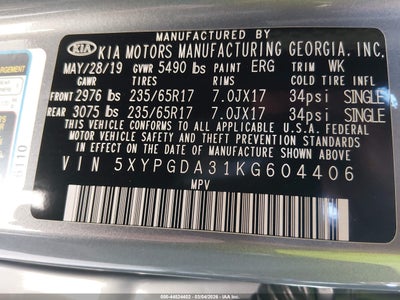 MANUFACTURED BY
KIA KIA MOTORS MANUFACTURING GEORGIA, INC.
MAY/28/19 GVWR 5490 lbs PAINT ERG TRIM WK
GAWR TIRES RIMS COLD TIRE INFL
FRONT 2976 lbs 235/65R17 7.0JX17 34psi SINGLE
REAR 3075 lbs 235/65R17 7.0JX17 34psi SINGLE
THIS VEHICLE CONFORMS TO ALL APPLICABLE U.S.A. FEDERAL
MOTOR VEHICLE SAFETY, BUMPER, AND THEFT PREVENTION
STANDARDS IN EFFECT ON THE
DATE OF MANUFACTURE SHOWN ABOVE.
VIN 5XYPGDA31KG604406
MPV
G110